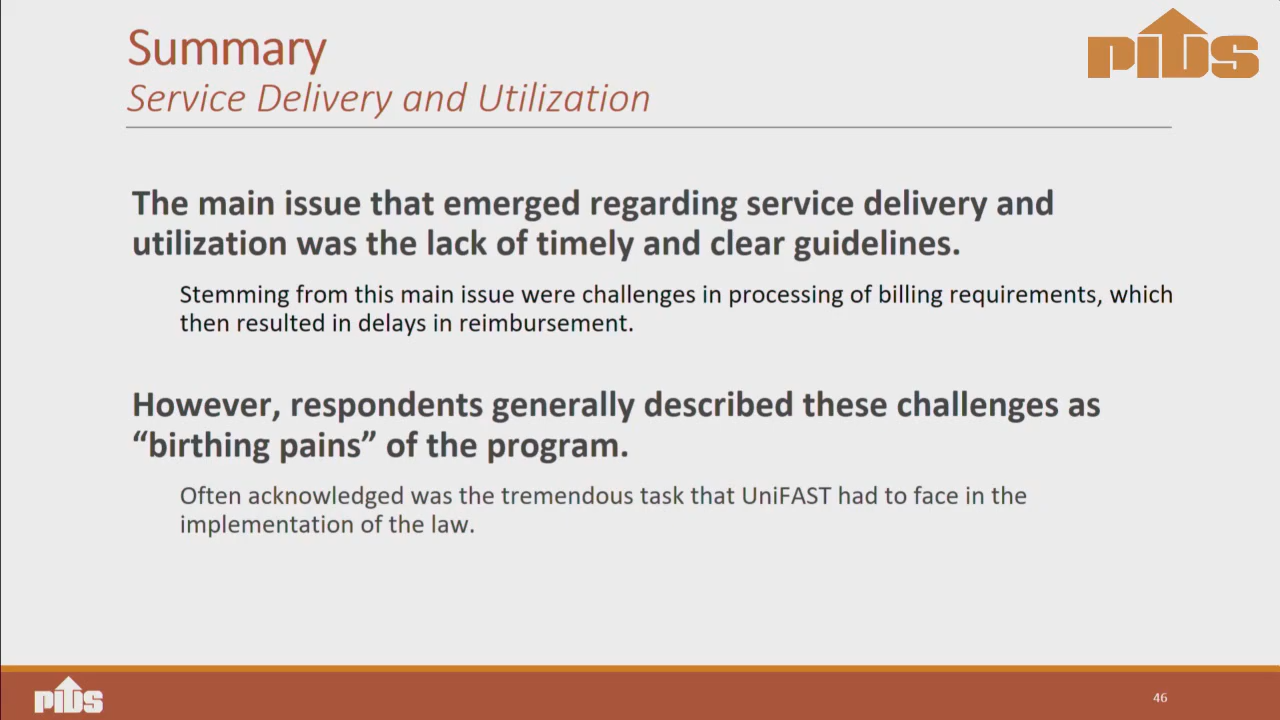 Summary
pids
Service Delivery and Utilization
The main issue that emerged regarding service delivery and
utilization was the lack of timely and clear guidelines.
Stemming from this main issue were challenges in processing of billing requirements, which
then resulted in delays in reimbursement.
However, respondents generally described these challenges as
“birthing pains” of the program.
Often acknowledged was the tremendous task that UniFAST had to face in the
implementation of the law.
pids
46